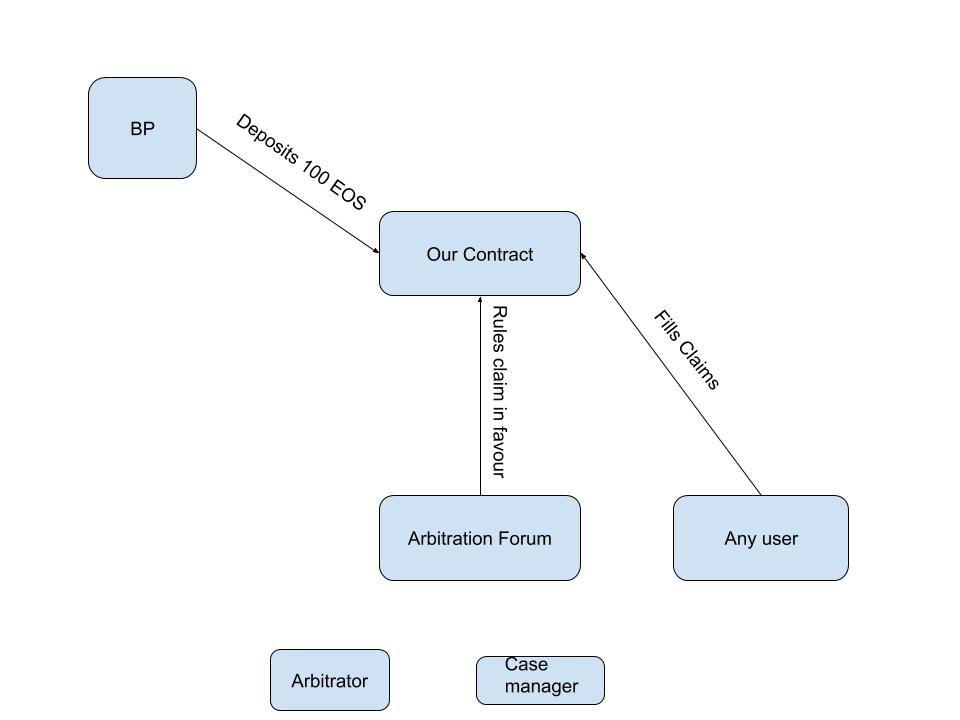 BP
Deposits 100 EOS
Our Contract
Rules claim in favour
Fills Claims
Arbitration Forum
Any user
Arbitrator
Case
manager